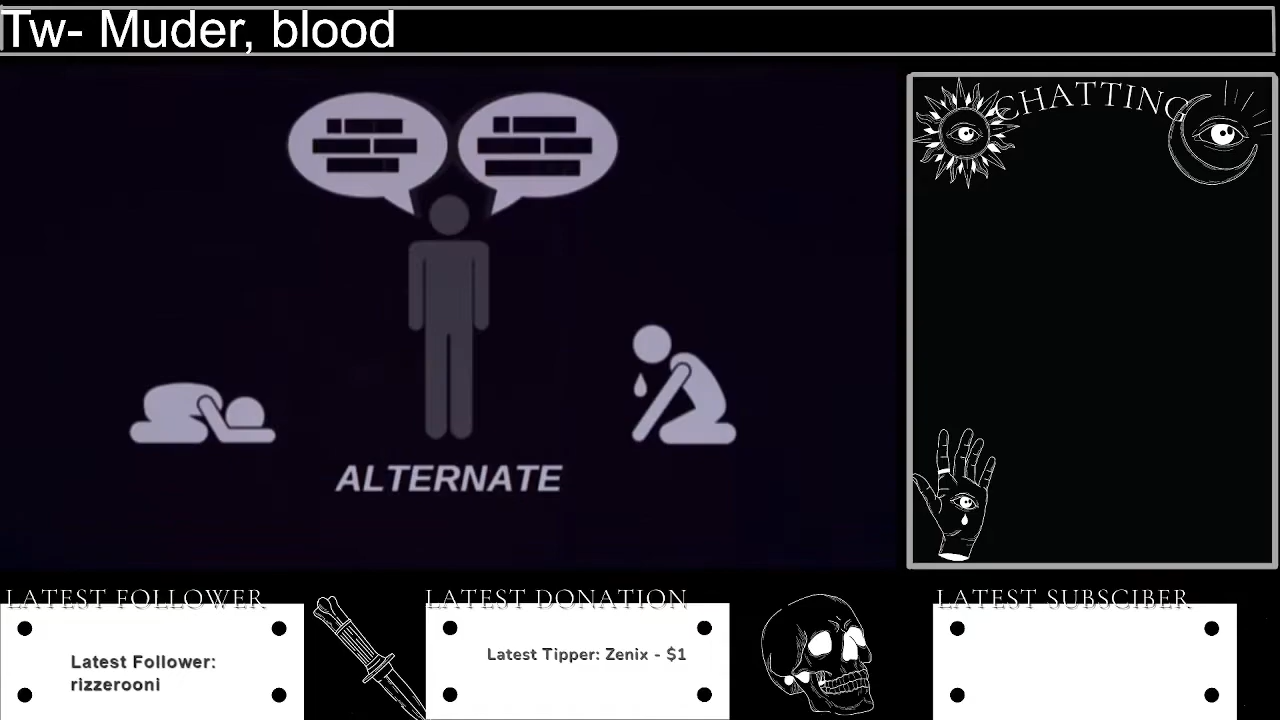 Tw- Muder, blood
CHATTING
ALTERNATE
LATEST FOLLOWER
LATEST DONATION
LATEST SUBSCIBER
Latest Follower:
rizzerooni
Latest Tipper: Zenix - $1